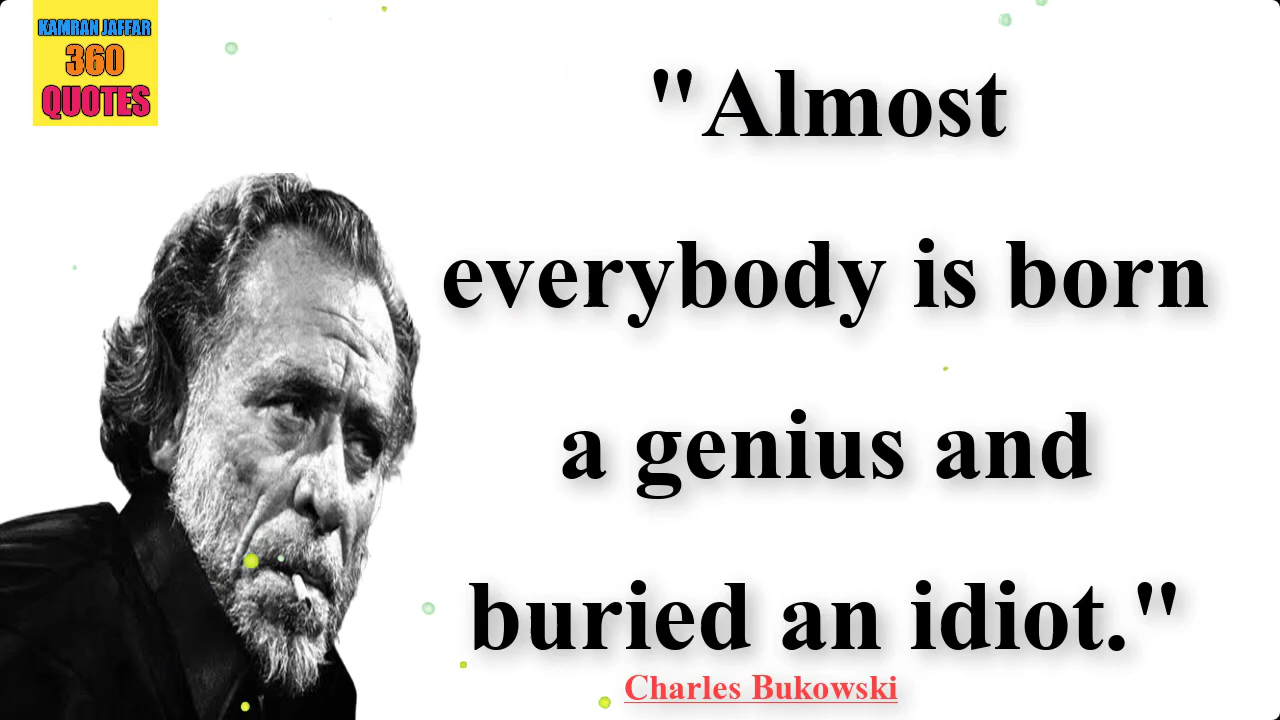 KAMRAN JAFFAR
360
QUOTES
"Almost
everybody is born
a genius and
buried an idiot."
Charles Bukowski